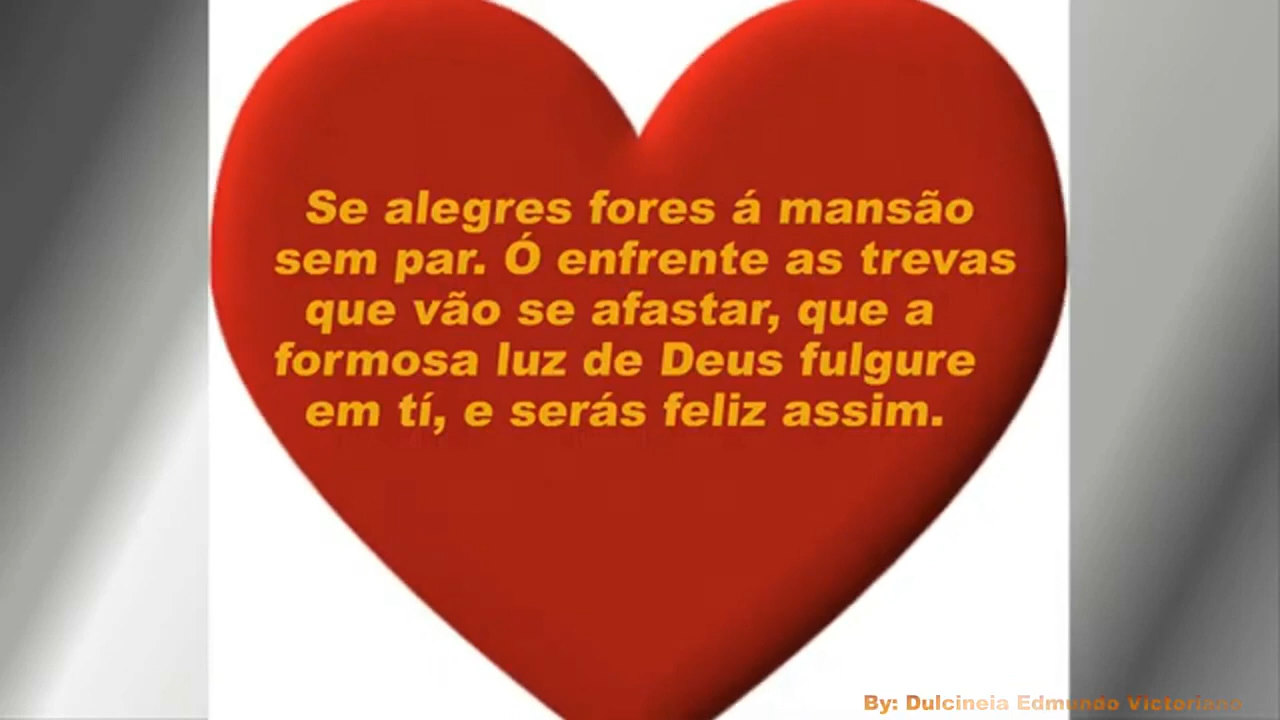 Se alegres fores á mansão
sem par. Ó enfrente as trevas
que vão se afastar, que a
formosa luz de Deus fulgure
em tí, e serás feliz assim.
By: Dulcineia Edmundo Victoriano